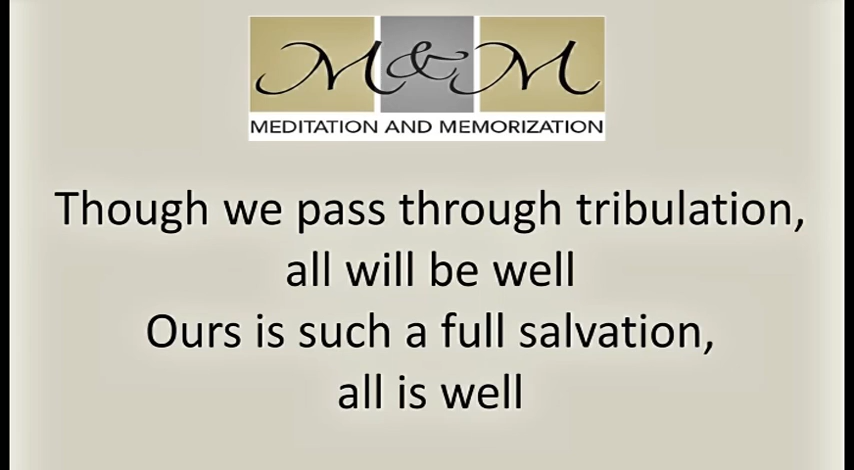 M&M
MEDITATION AND MEMORIZATION
Though we pass through tribulation,
all will be well
Ours is such a full salvation,
all is well